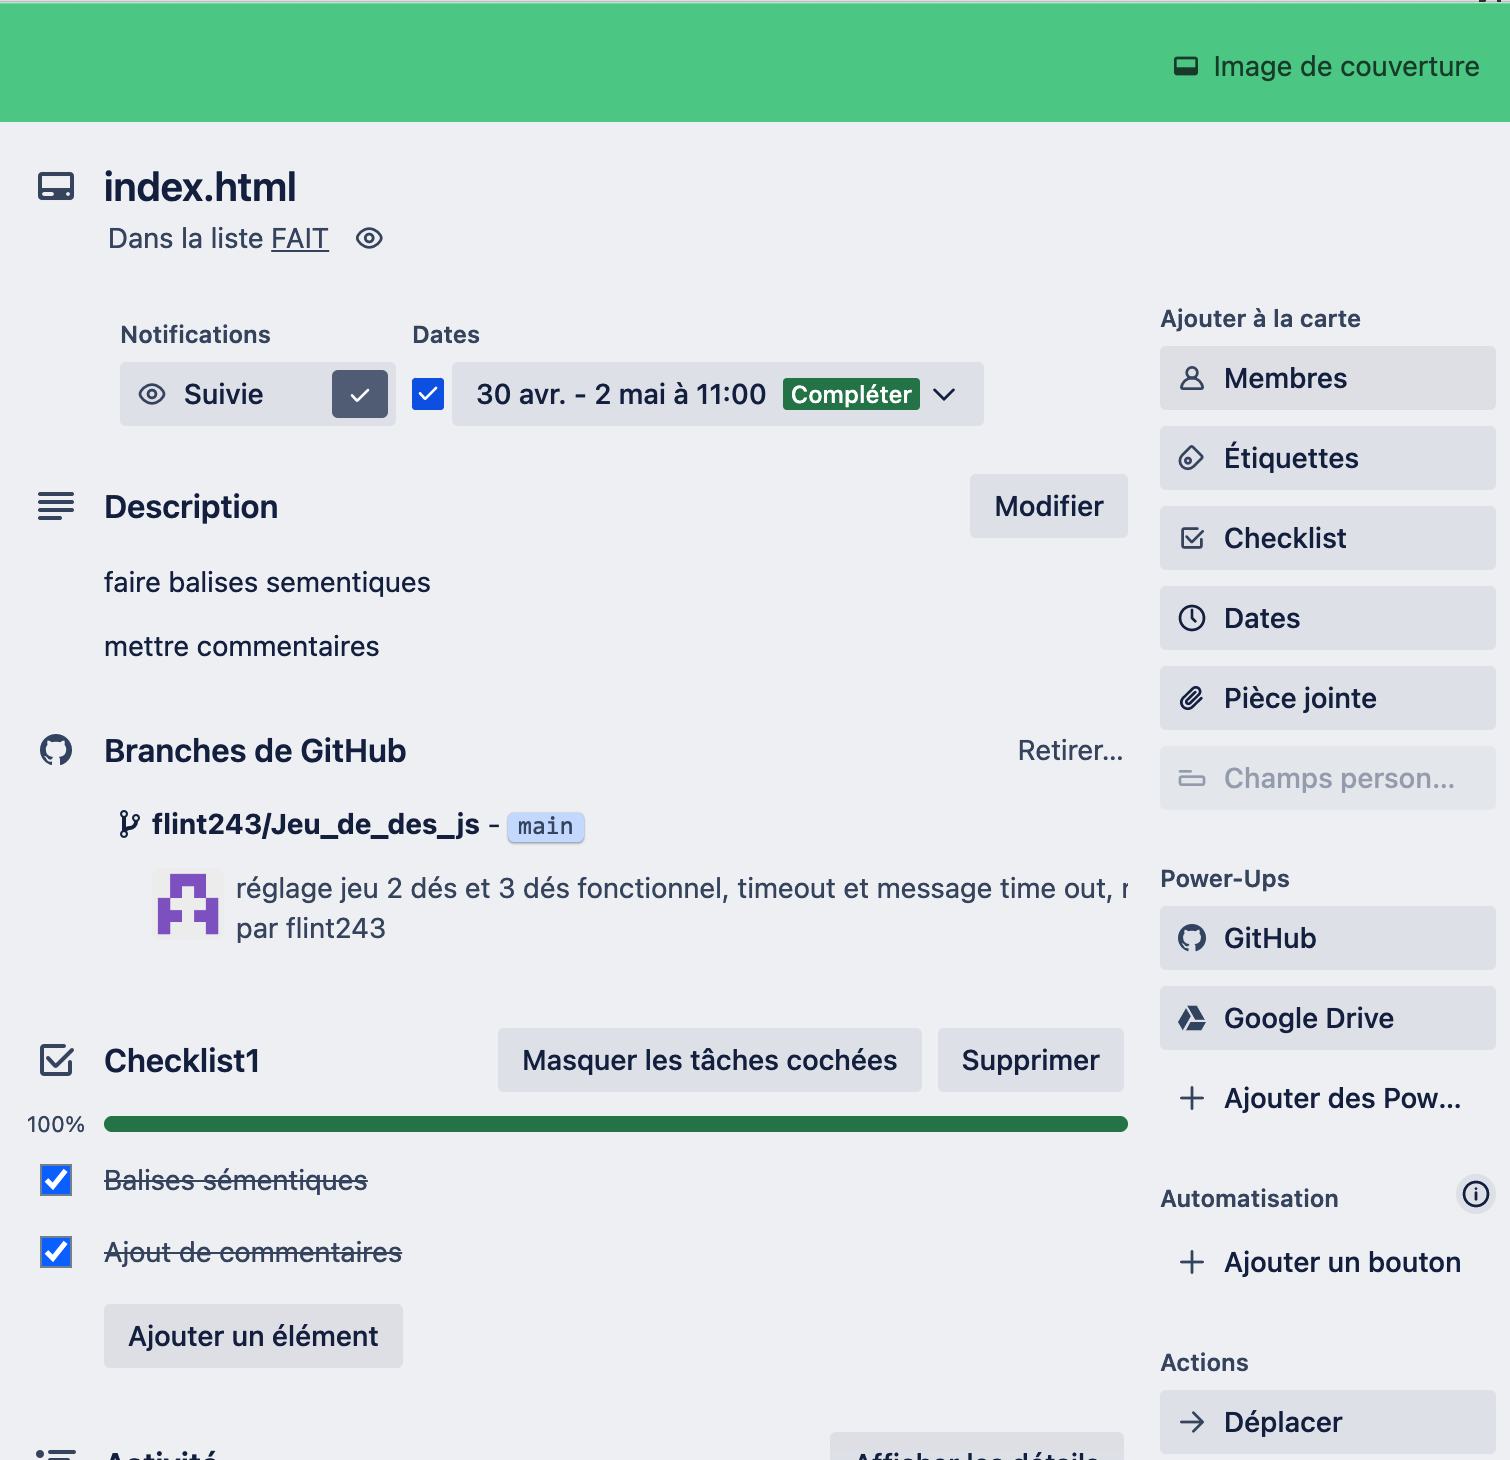 Image de couverture
index.html
Dans la liste FAIT
Notifications
Suivie
Dates
30 avr. - 2 mai à 11:00 Compléter
Description
Modifier
faire balises sementiques
mettre commentaires
Branches de GitHub
Retirer...
flint243/Jeu_de_des_js - main
réglage jeu 2 dés et 3 dés fonctionnel, timeout et message time out,
par flint243
Checklist1
Masquer les tâches cochées
Supprimer
100%
Balises sémentiques
Ajout de commentaires
Ajouter un élément
Activité
Afficher les détails
Ajouter à la carte
Membres
Étiquettes
Checklist
Dates
Pièce jointe
Champs person...
Power-Ups
GitHub
Google Drive
Ajouter des Pow...
Automatisation
Ajouter un bouton
Actions
Déplacer